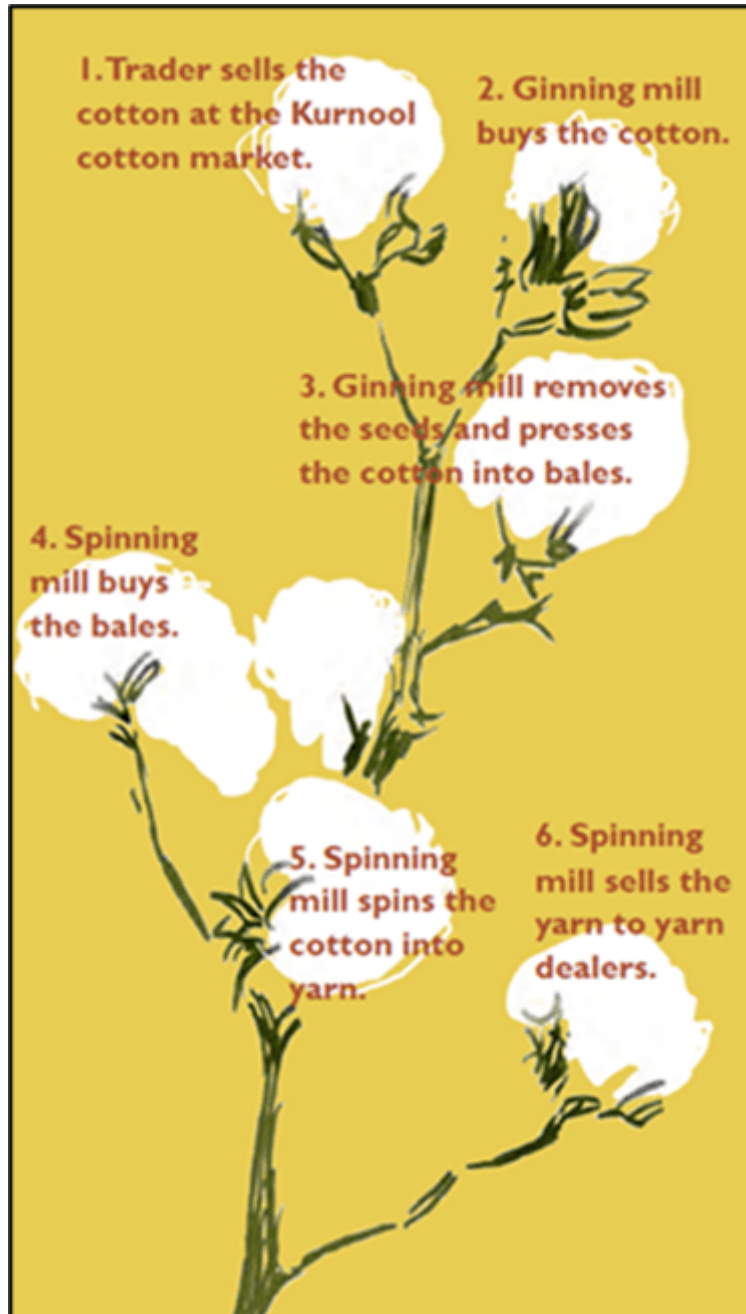 1. Trader sells the
cotton at the Kurnool
cotton market.
2. Ginning mill
buys the cotton.
3. Ginning mill removes
the seeds and presses
the cotton into bales.
4. Spinning
mill buys
the bales.
5. Spinning
mill spins the
cotton into
yarn.
6. Spinning
mill sells the
yarn to yarn
dealers.